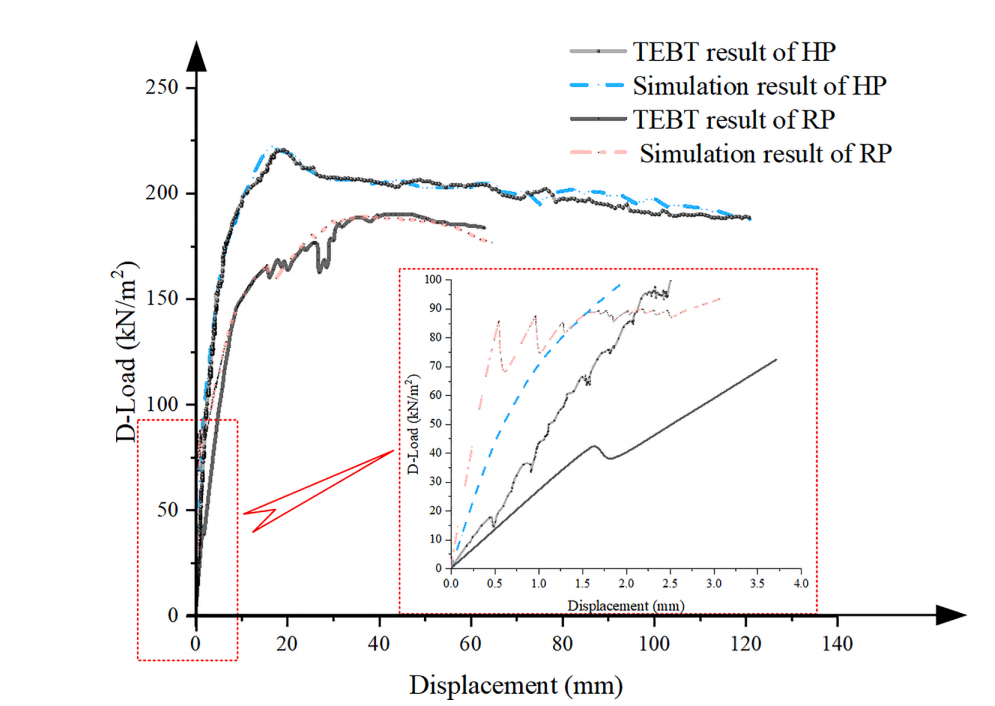 TEBT result of HP
Simulation result of HP
TEBT result of RP
Simulation result of RP
250
200
150
100
50
0
D-Load (kN/m²)
0 20 40 60 80 100 120 140
Displacement (mm)
100
90
80
70
60
50
40
30
20
10
0
D-Load (kN/m²)
0.0 0.5 1.0 1.5 2.0 2.5 3.0 3.5 4.0
Displacement (mm)